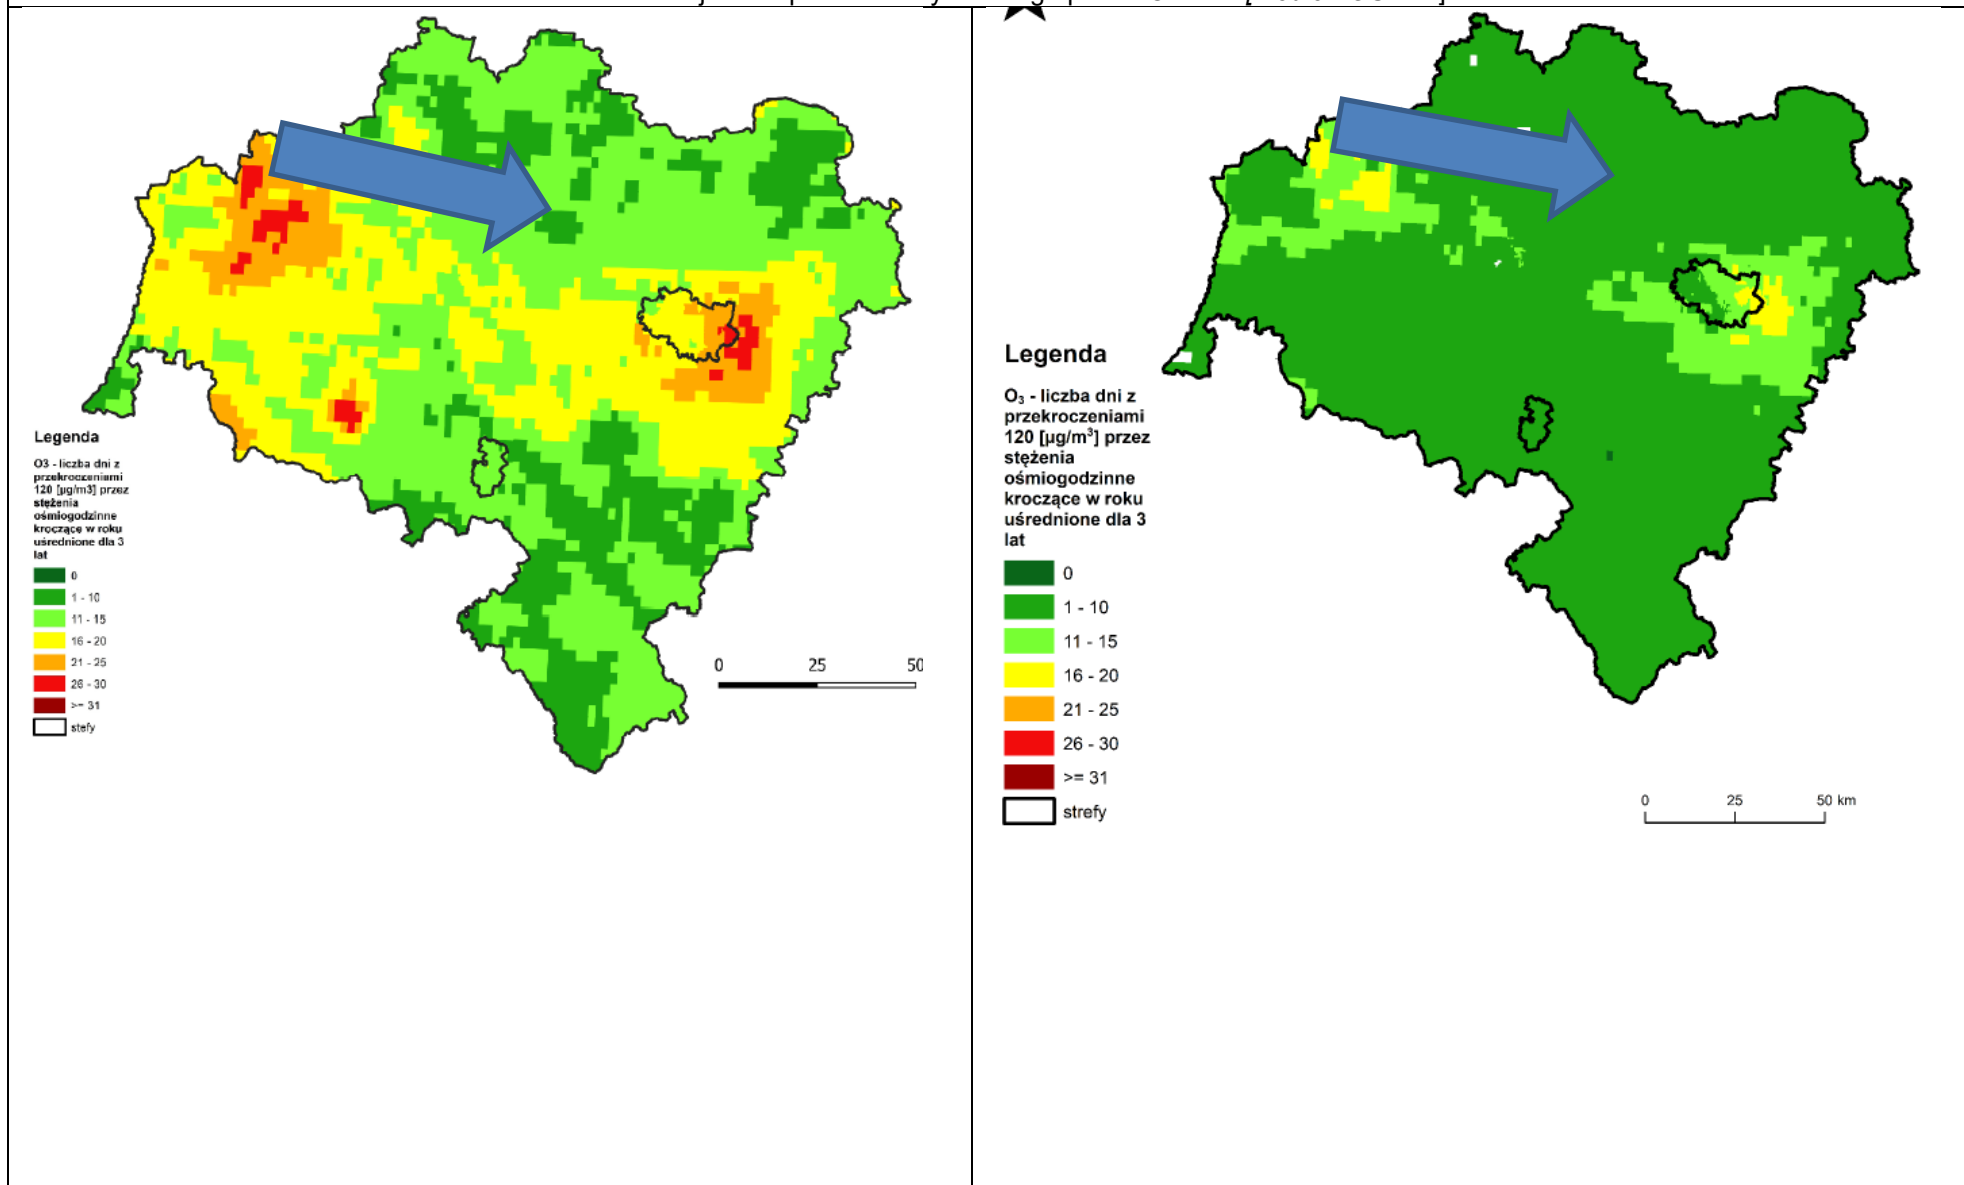 Legenda
O3 - liczba dni z
przekroczeniami
120 [µg/m3] przez
stężenia
ośmiogodzinne
kroczące w roku
uśrednione dla 3
lat
0
1 - 10
11 - 15
16 - 20
21 - 25
26 - 30
>= 31
stefy
0 25 50
Legenda
O₃ - liczba dni z
przekroczeniami
120 [µg/m³] przez
stężenia
ośmiogodzinne
kroczące w roku
uśrednione dla 3
lat
0
1 - 10
11 - 15
16 - 20
21 - 25
26 - 30
>= 31
strefy
0 25 50 km